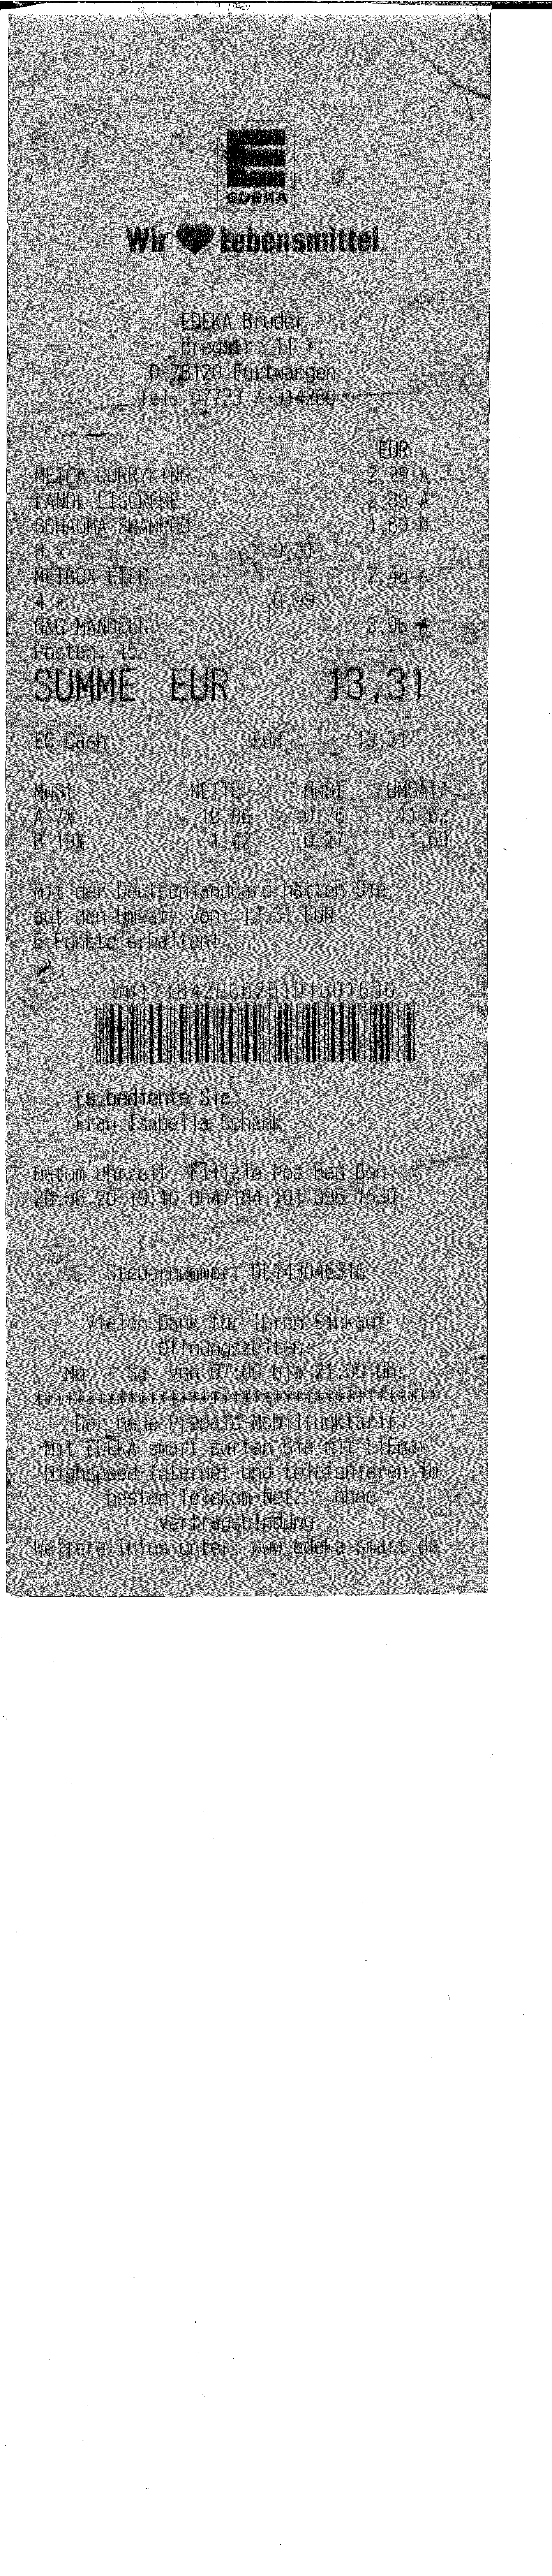 EDEKA
Wir ♥ Lebensmittel.
EDEKA Bruder
Bregstr. 11
D-78120 Furtwangen
Tel. 07723 / 914260
EUR
MEICA CURRYKING 2,29 A
LANDL.EISCREME 2,89 A
SCHAUMA SHAMPOO 1,69 B
8 x 0,31
MEIBOX EIER 2,48 A
4 x 0,99
G&G MANDELN 3,96 A
Posten: 15
----------
SUMME EUR 13,31
EC-Cash EUR 13,31
MwSt NETTO MwSt UMSATZ
A 7% 10,86 0,76 11,62
B 19% 1,42 0,27 1,69
Mit der DeutschlandCard hätten Sie
auf den Umsatz von: 13,31 EUR
6 Punkte erhalten!
Es bediente Sie:
Frau Isabella Schank
Datum Uhrzeit Filiale Pos Bed Bon
20.06.20 19:10 0047184 101 096 1630
Steuernummer: DE143046316
Vielen Dank für Ihren Einkauf
Öffnungszeiten:
Mo. - Sa. von 07:00 bis 21:00 Uhr
***************************************
Der neue Prepaid-Mobilfunktarif.
Mit EDEKA smart surfen Sie mit LTEmax
Highspeed-Internet und telefonieren im
besten Telekom-Netz - ohne
Vertragsbindung.
Weitere Infos unter: www.edeka-smart.de